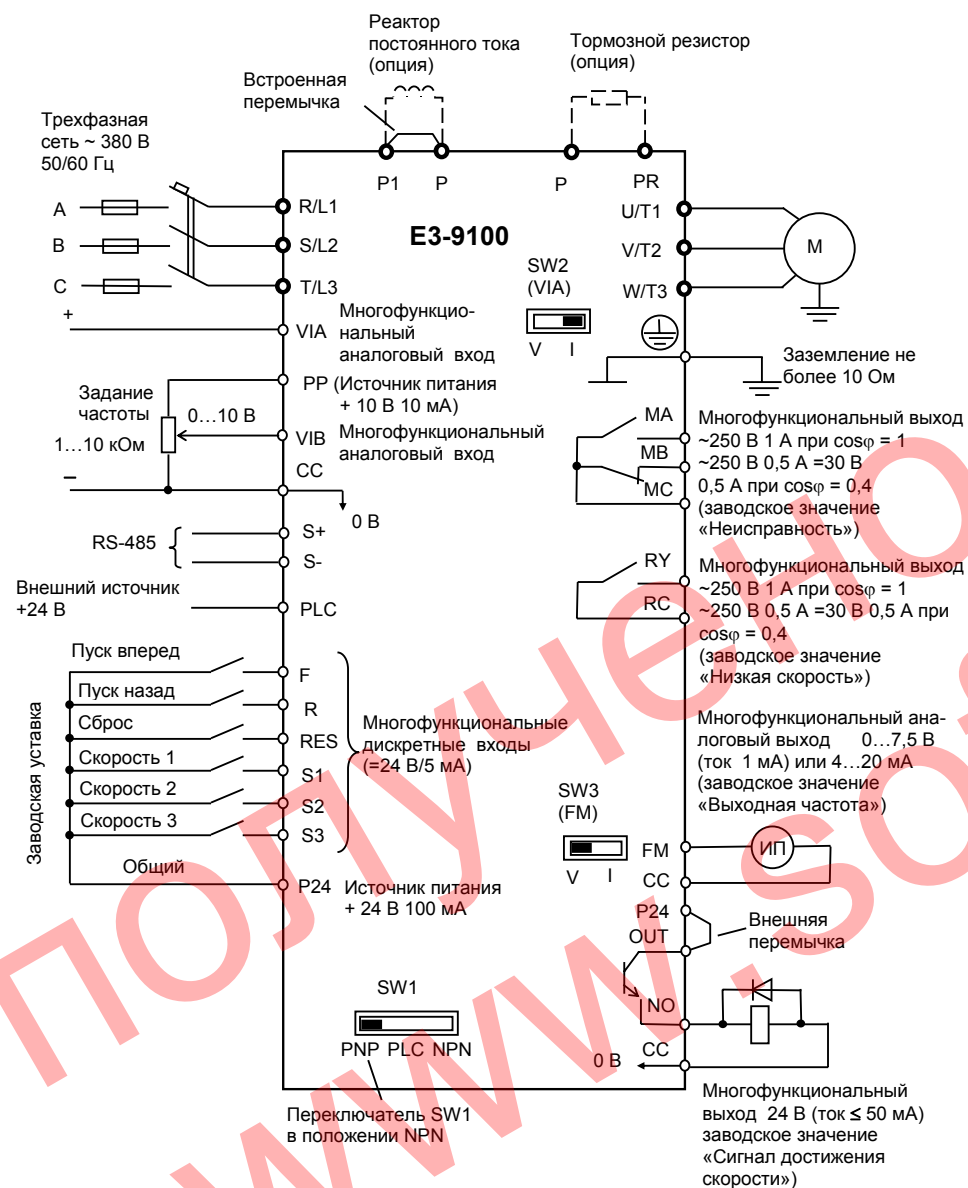 Реактор
постоянного тока
(опция)
Тормозной резистор
(опция)
Встроенная
перемычка
Трехфазная
сеть ~ 380 В
50/60 Гц
P1
P
P
PR
A
B
C
R/L1
S/L2
T/L3
E3-9100
U/T1
V/T2
W/T3
M
SW2
(VIA)
V I
+
VIA
Многофункцио-
нальный
аналоговый вход
Заземление не
более 10 Ом
PP (Источник питания
+ 10 В 10 мА)
Задание
частоты
0...10 В
1...10 кОм
VIB
Многофункциональный
аналоговый вход
CC
–
0 В
MA
MB
MC
Многофункциональный выход
~250 В 1 А при cosφ = 1
~250 В 0,5 А =30 В
0,5 А при cosφ = 0,4
(заводское значение
«Неисправность»)
RS-485
S+
S-
Внешний источник
+24 В
PLC
RY
RC
Многофункциональный выход
~250 В 1 А при cosφ = 1
~250 В 0,5 А =30 В 0,5 А при
cosφ = 0,4
(заводское значение
«Низкая скорость»)
Заводская уставка
Пуск вперед
Пуск назад
Сброс
Скорость 1
Скорость 2
Скорость 3
Общий
F
R
RES
S1
S2
S3
Многофункциональные
дискретные входы
(=24 В/5 мА)
P24
Источник питания
+ 24 В 100 мА
Многофункциональный ана-
логовый выход 0...7,5 В
(ток 1 мА) или 4...20 мА
(заводское значение
«Выходная частота»)
SW3
(FM)
V I
FM
ИП
CC
P24
OUT
Внешняя
перемычка
NO
CC
0 В
SW1
PNP PLC NPN
Переключатель SW1
в положении NPN
Многофункциональный
выход 24 В (ток ≤ 50 мА)
заводское значение
«Сигнал достижения
скорости»)
получено
www.so